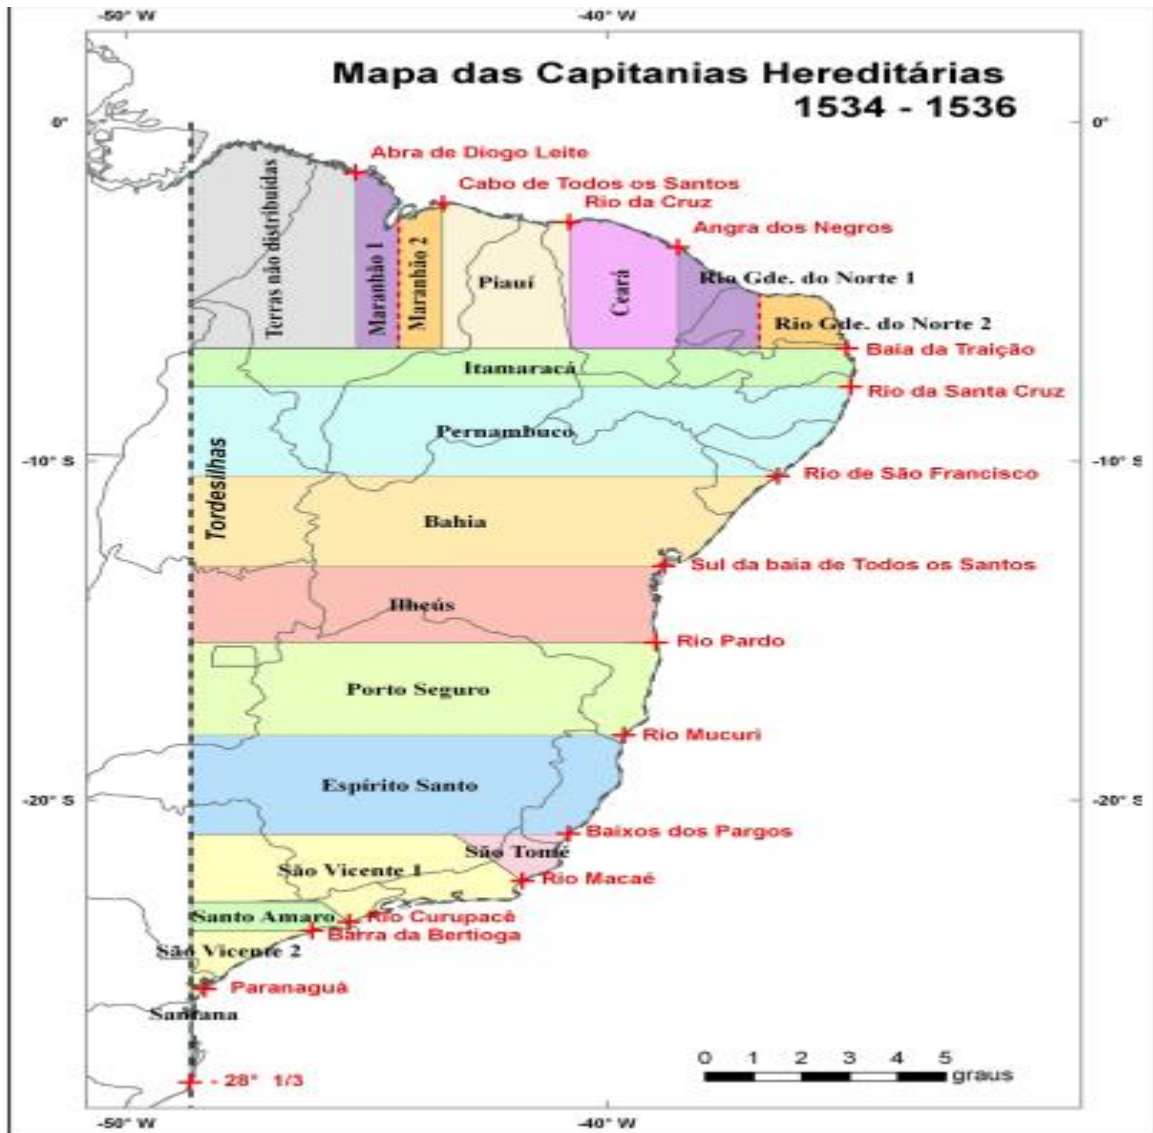 -50° W
-40° W
Mapa das Capitanias Hereditárias
1534 - 1536
0°
0°
Abra de Diogo Leite
Cabo de Todos os Santos
Rio da Cruz
Angra dos Negros
Terras não distribuídas
Maranhão 1
Maranhão 2
Piauí
Ceará
Rio Gde. do Norte 1
Rio Gde. do Norte 2
Baía da Traição
Itamaracá
Rio da Santa Cruz
Pernambuco
-10° S
-10° S
Rio de São Francisco
Tordesilhas
Bahia
Sul da baia de Todos os Santos
Ilheús
Rio Pardo
Porto Seguro
Rio Mucuri
Espírito Santo
-20° S
-20° S
Baixos dos Pargos
São Tomé
São Vicente 1
Rio Macaé
Santo Amaro
Rio Curupacê
Barra da Bertioga
São Vicente 2
Paranaguá
Santana
- 28° 1/3
0 1 2 3 4 5
graus
-50° W
-40° W